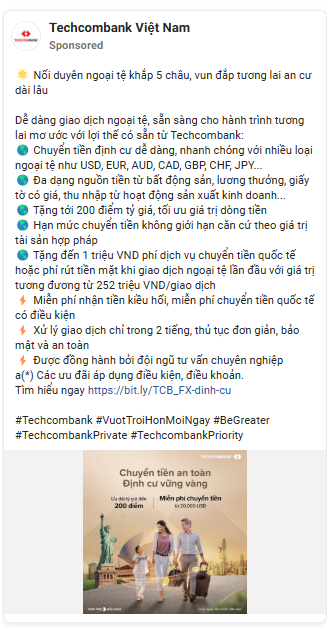 Techcombank Việt Nam
Sponsored
🌟 Nối duyên ngoại tệ khắp 5 châu, vun đắp tương lai an cư
dài lâu
Dễ dàng giao dịch ngoại tệ, sẵn sàng cho hành trình tương
lai mơ ước với lợi thế có sẵn từ Techcombank:
🌎 Chuyển tiền định cư dễ dàng, nhanh chóng với nhiều loại
ngoại tệ như USD, EUR, AUD, CAD, GBP, CHF, JPY...
🌎 Đa dạng nguồn tiền từ bất động sản, lương thưởng, giấy
tờ có giá, thu nhập từ hoạt động sản xuất kinh doanh...
🌎 Tặng tới 200 điểm tỷ giá, tối ưu giá trị dòng tiền
🌎 Hạn mức chuyển tiền không giới hạn căn cứ theo giá trị
tài sản hợp pháp
🌎 Tặng đến 1 triệu VND phí dịch vụ chuyển tiền quốc tế
hoặc phí rút tiền mặt khi giao dịch ngoại tệ lần đầu với giá trị
tương đương từ 252 triệu VND/giao dịch
⚡ Miễn phí nhận tiền kiều hối, miễn phí chuyển tiền quốc tế
có điều kiện
⚡ Xử lý giao dịch chỉ trong 2 tiếng, thủ tục đơn giản, bảo
mật và an toàn
⚡ Được đồng hành bởi đội ngũ tư vấn chuyên nghiệp
a(*) Các ưu đãi áp dụng điều kiện, điều khoản.
Tìm hiểu ngay https://bit.ly/TCB_FX-dinh-cu
#Techcombank #VuotTroiHonMoiNgay #BeGreater
#TechcombankPrivate #TechcombankPriority
TECHCOMBANK
Chuyển tiền an toàn
Định cư vững vàng
Ưu đãi tỷ giá đến
200 điểm
Miễn phí chuyển tiền
từ 20,000 USD